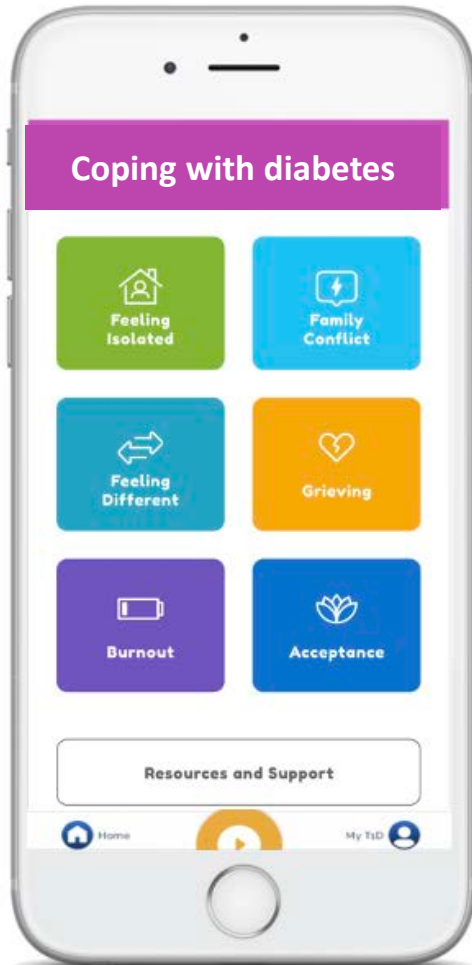 Coping with diabetes
Feeling
Isolated
Family
Conflict
Feeling
Different
Grieving
Burnout
Acceptance
Resources and Support
Home
My T1D